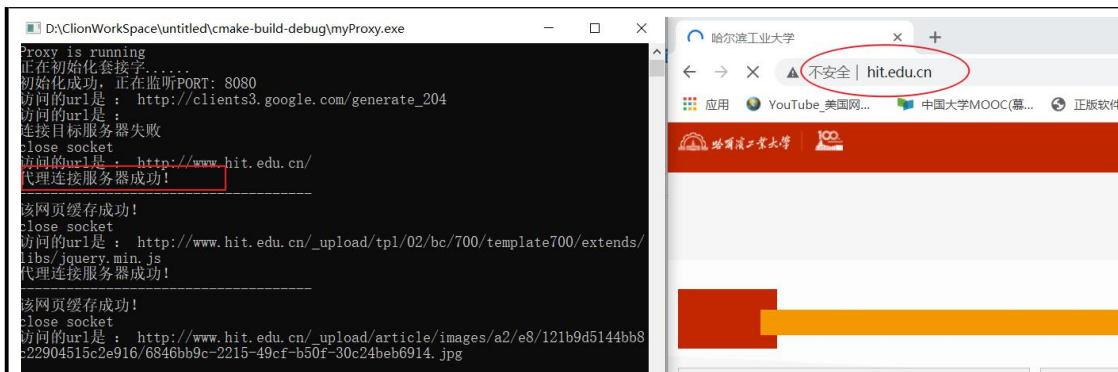 D:\ClionWorkSpace\untitled\cmake-build-debug\myProxy.exe
Proxy is running
正在初始化套接字......
初始化成功，正在监听PORT: 8080
访问的url是 : http://clients3.google.com/generate_204
访问的url是 :
连接目标服务器失败
close socket
访问的url是 : http://www.hit.edu.cn/
代理连接服务器成功!
------------------------------------
该网页缓存成功!
close socket
访问的url是 : http://www.hit.edu.cn/_upload/tpl/02/bc/700/template700/extends/
libs/jquery.min.js
代理连接服务器成功!
------------------------------------
该网页缓存成功!
close socket
访问的url是 : http://www.hit.edu.cn/_upload/article/images/a2/e8/121b9d5144bb8
c22904515c2e916/6846bb9c-2215-49cf-b50f-30c24beb6914.jpg
哈尔滨工业大学
不安全 | hit.edu.cn
应用 YouTube_美国网... 中国大学MOOC(慕... 正版软件
哈尔滨工业大学 100